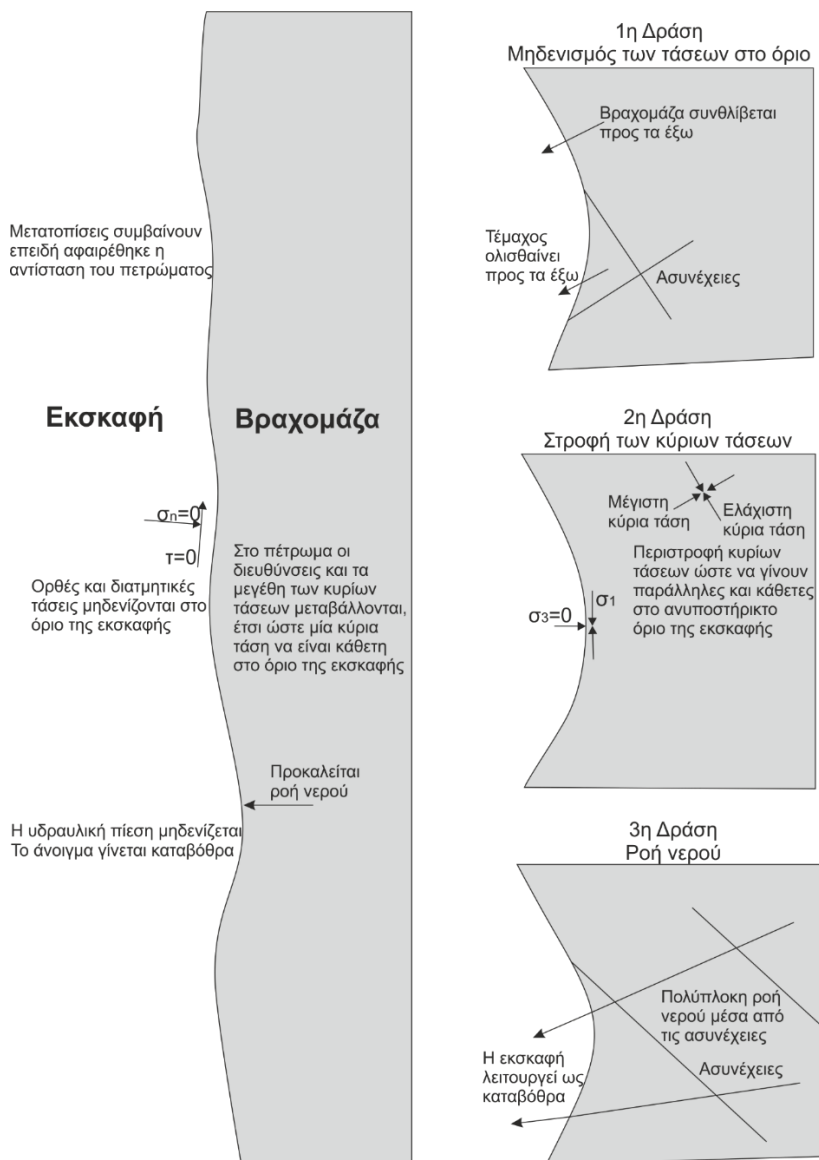 Μετατοπίσεις συμβαίνουν
επειδή αφαιρέθηκε η
αντίσταση του πετρώματος
Εκσκαφή
Βραχομάζα
σn=0
τ=0
Ορθές και διατμητικές
τάσεις μηδενίζονται στο
όριο της εκσκαφής
Στο πέτρωμα οι
διευθύνσεις και τα
μεγέθη των κυρίων
τάσεων μεταβάλλονται,
έτσι ώστε μία κύρια
τάση να είναι κάθετη
στο όριο της εκσκαφής
Προκαλείται
ροή νερού
Η υδραυλική πίεση μηδενίζεται
Το άνοιγμα γίνεται καταβόθρα
1η Δράση
Μηδενισμός των τάσεων στο όριο
Βραχομάζα συνθλίβεται
προς τα έξω
Τέμαχος
ολισθαίνει
προς τα έξω
Ασυνέχειες
2η Δράση
Στροφή των κύριων τάσεων
Μέγιστη
κύρια τάση
Ελάχιστη
κύρια τάση
Περιστροφή κυρίων
τάσεων ώστε να γίνουν
παράλληλες και κάθετες
στο ανυποστήρικτο
όριο της εκσκαφής
σ1
σ3=0
3η Δράση
Ροή νερού
Πολύπλοκη ροή
νερού μέσα από
τις ασυνέχειες
Η εκσκαφή
λειτουργεί ως
καταβόθρα
Ασυνέχειες